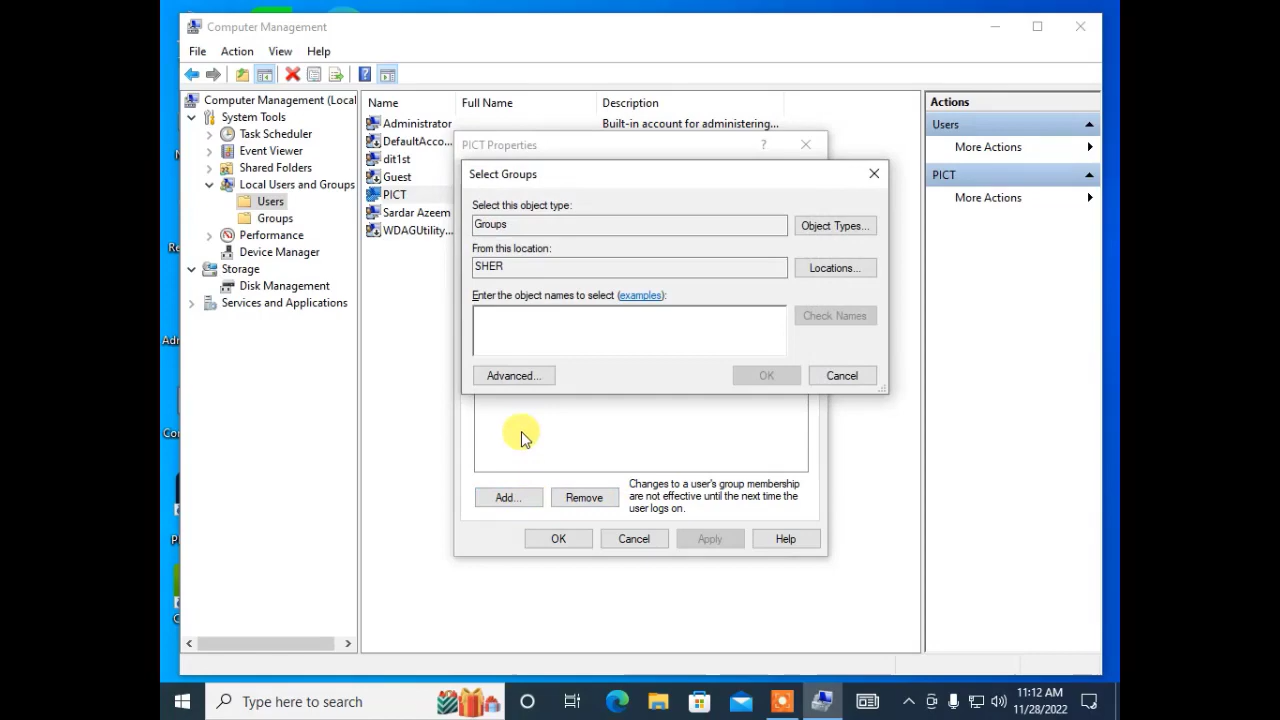 Computer Management
File Action View Help
Computer Management (Local
System Tools
Task Scheduler
Event Viewer
Shared Folders
Local Users and Groups
Users
Groups
Performance
Device Manager
Storage
Disk Management
Services and Applications
Name Full Name Description
Administrator Built-in account for administering...
DefaultAcco...
dit1st
Guest
PICT
Sardar Azeem
WDAGUtility...
PICT Properties
?
Select Groups
Select this object type:
Groups
Object Types...
From this location:
SHER
Locations...
Enter the object names to select (examples):
Check Names
Advanced...
OK
Cancel
Add...
Remove
Changes to a user's group membership
are not effective until the next time the
user logs on.
OK
Cancel
Apply
Help
Actions
Users
More Actions
PICT
More Actions
Type here to search
11:12 AM
11/28/2022